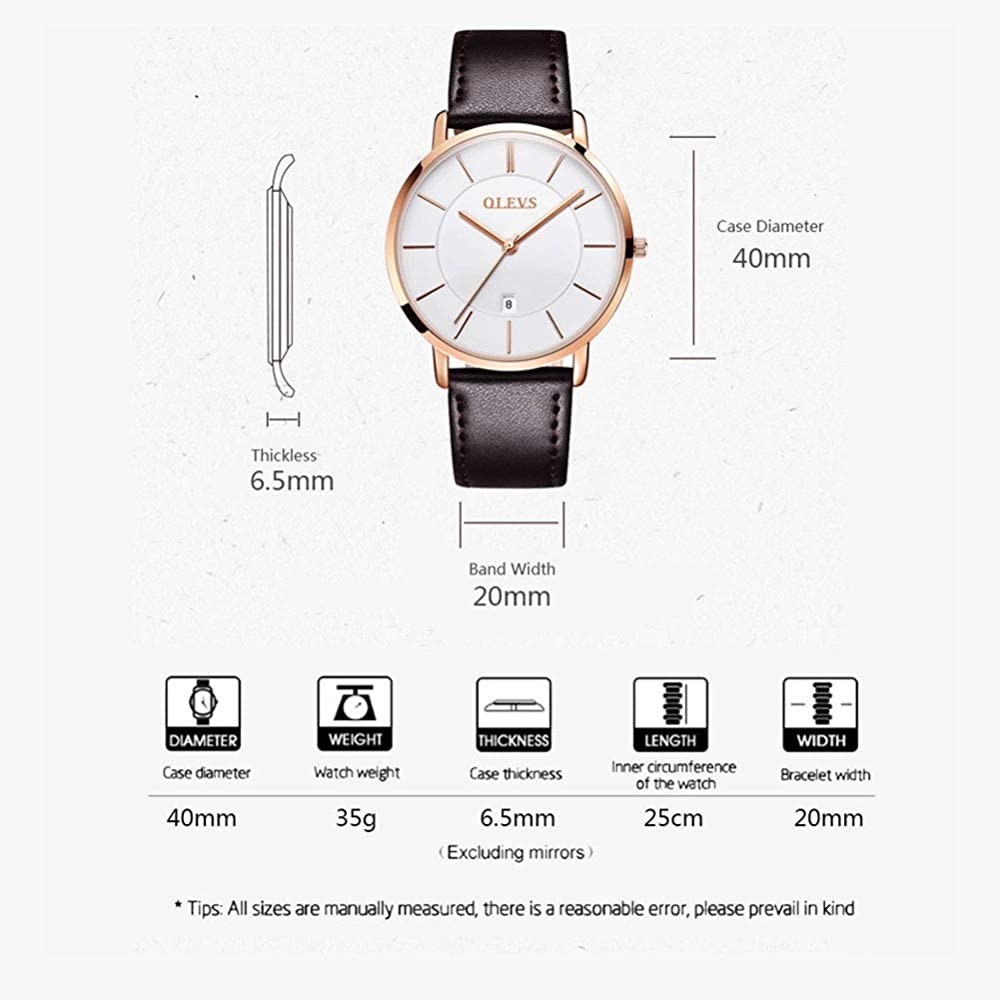 OLEVS
8
Case Diameter
40mm
Thickless
6.5mm
Band Width
20mm
DIAMETER
WEIGHT
THICKNESS
LENGTH
WIDTH
Case diameter
Watch weight
Case thickness
Inner circumference
of the watch
Bracelet width
40mm
35g
6.5mm
25cm
20mm
(Excluding mirrors)
* Tips: All sizes are manually measured, there is a reasonable error, please prevail in kind